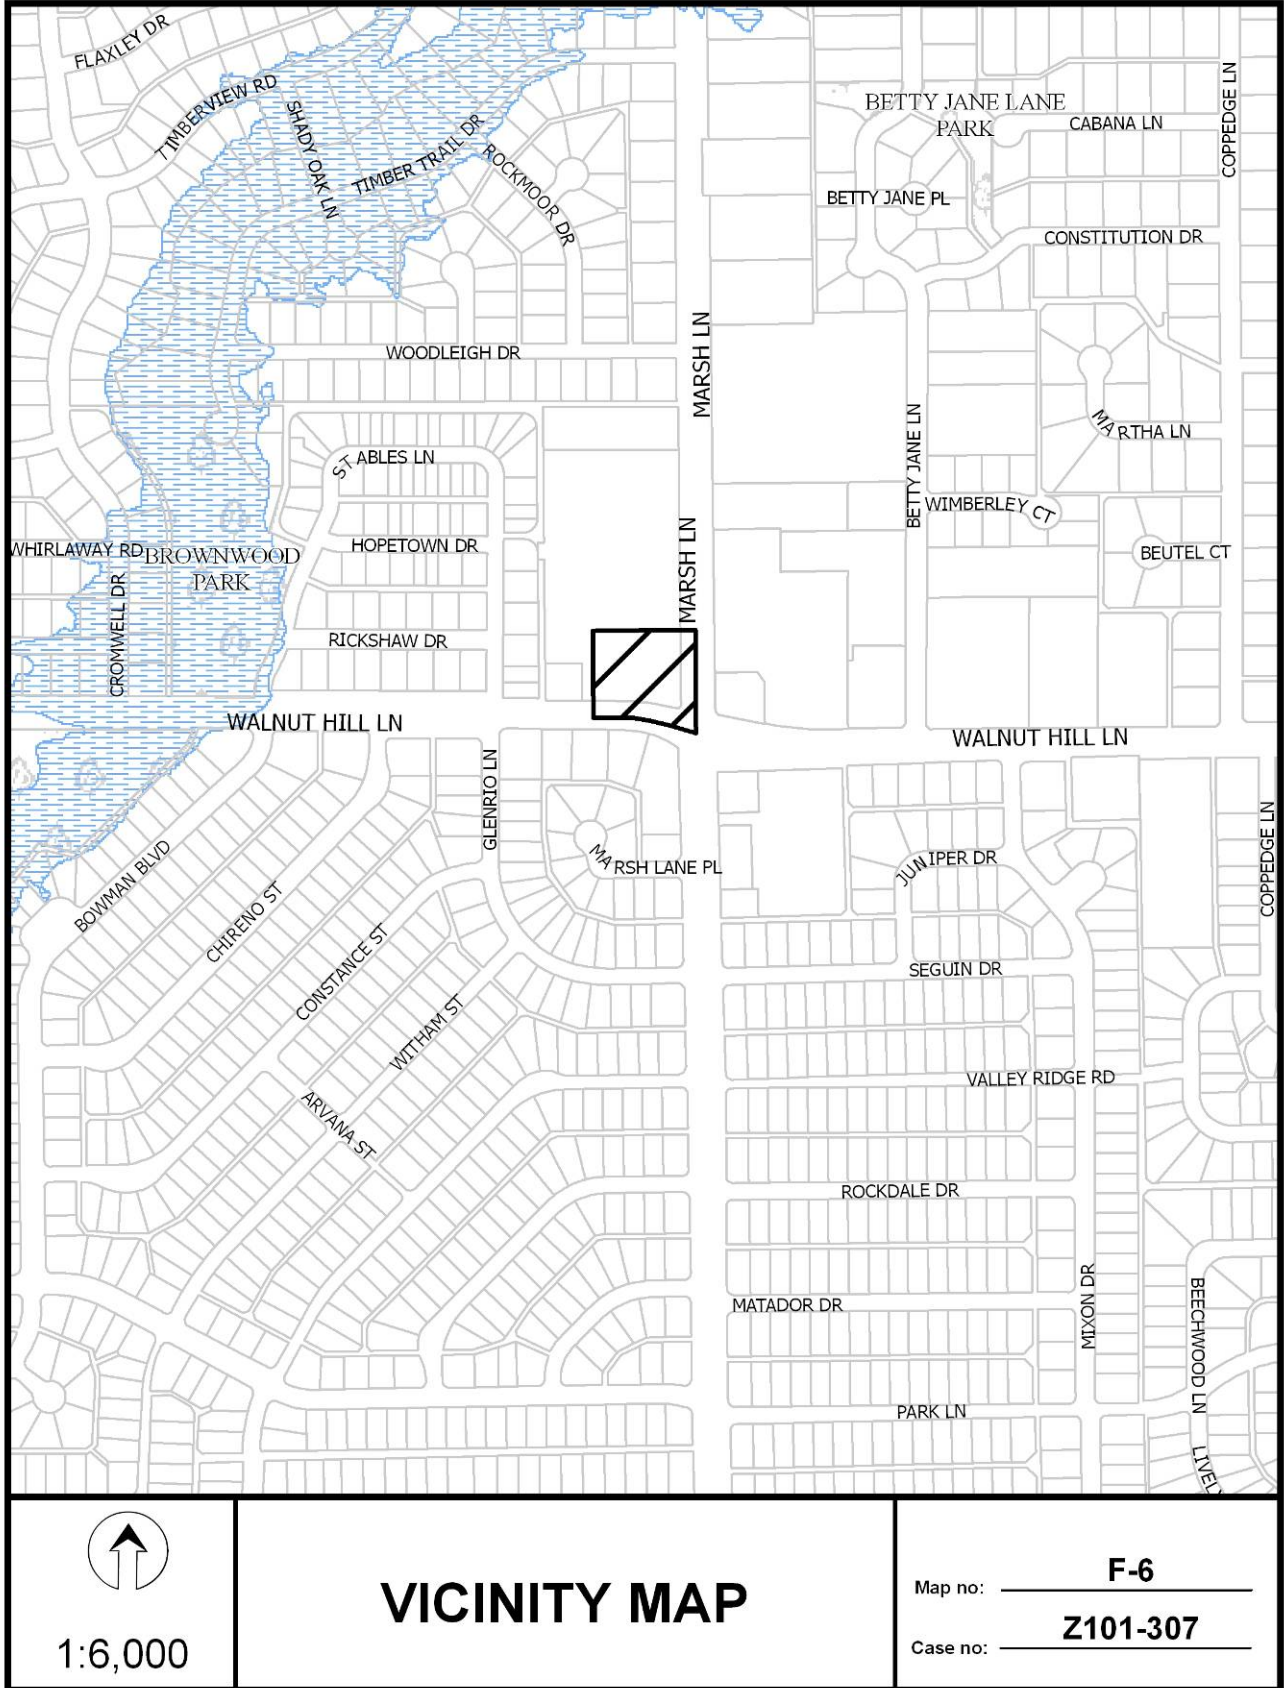 FLAXLEY DR
TIMBERVIEW RD
SHADY OAK LN
TIMBER TRAIL DR
ROCKMOOR DR
BETTY JANE LANE
PARK
CABANA LN
COPPEDGE LN
BETTY JANE PL
CONSTITUTION DR
WOODLEIGH DR
MARSH LN
MARTHA LN
STABLES LN
BETTY JANE LN
WIMBERLEY CT
HOPETOWN DR
MARSH LN
WHIRLAWAY RD
BROWNWOOD
PARK
BEUTEL CT
CROMWELL DR
RICKSHAW DR
WALNUT HILL LN
WALNUT HILL LN
GLENRIO LN
MARSH LANE PL
JUNIPER DR
COPPEDGE LN
BOWMAN BLVD
CHIRENO ST
CONSTANCE ST
SEGUIN DR
WITHAM ST
VALLEY RIDGE RD
ARVANA ST
ROCKDALE DR
MATADOR DR
MIXON DR
BEECHWOOD LN
PARK LN
LIVELY
1:6,000
VICINITY MAP
Map no: F-6
Case no: Z101-307